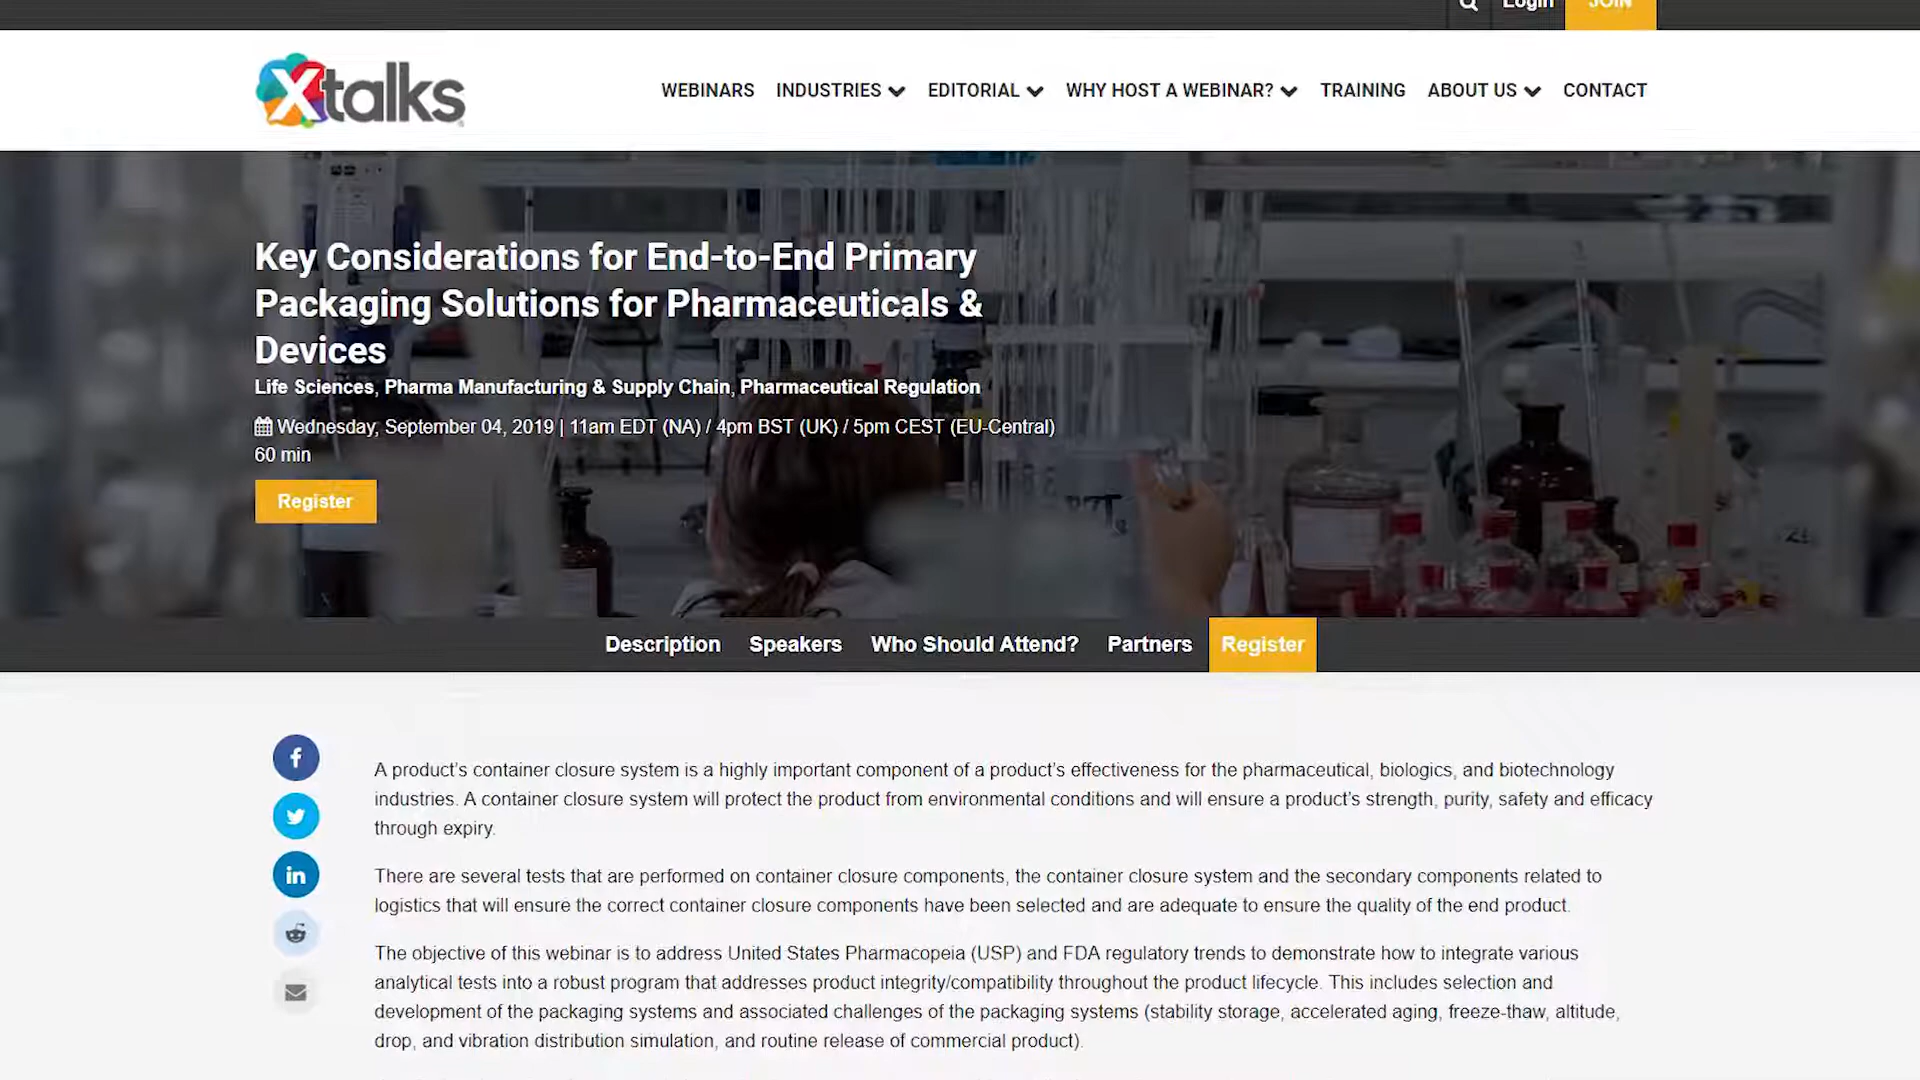 Login
JOIN
Xtalks
WEBINARS INDUSTRIES EDITORIAL WHY HOST A WEBINAR? TRAINING ABOUT US CONTACT
Key Considerations for End-to-End Primary
Packaging Solutions for Pharmaceuticals &
Devices
Life Sciences, Pharma Manufacturing & Supply Chain, Pharmaceutical Regulation
Wednesday, September 04, 2019 | 11am EDT (NA) / 4pm BST (UK) / 5pm CEST (EU-Central)
60 min
Register
Description Speakers Who Should Attend? Partners Register
A product’s container closure system is a highly important component of a product’s effectiveness for the pharmaceutical, biologics, and biotechnology
industries. A container closure system will protect the product from environmental conditions and will ensure a product’s strength, purity, safety and efficacy
through expiry.
There are several tests that are performed on container closure components, the container closure system and the secondary components related to
logistics that will ensure the correct container closure components have been selected and are adequate to ensure the quality of the end product.
The objective of this webinar is to address United States Pharmacopeia (USP) and FDA regulatory trends to demonstrate how to integrate various
analytical tests into a robust program that addresses product integrity/compatibility throughout the product lifecycle. This includes selection and
development of the packaging systems and associated challenges of the packaging systems (stability storage, accelerated aging, freeze-thaw, altitude,
drop, and vibration distribution simulation, and routine release of commercial product).